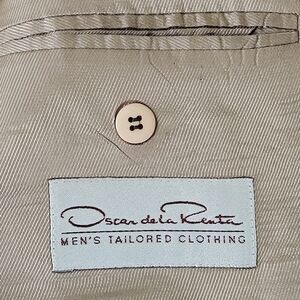 Oscar de la Renta
MEN'S TAILORED CLOTHING